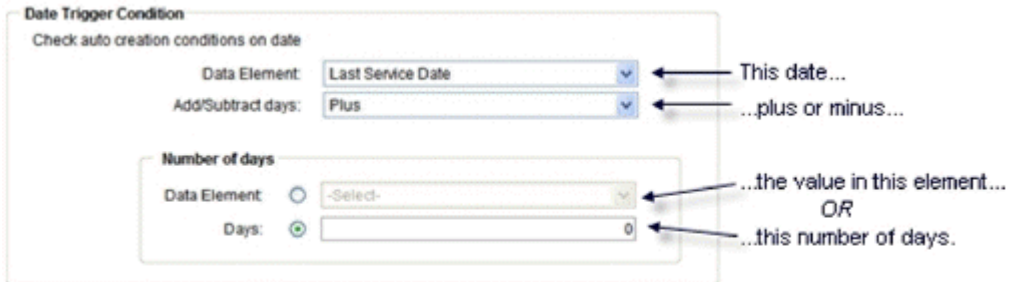 Date Trigger Condition
Check auto creation conditions on date
Data Element: Last Service Date This date...
Add/Subtract days: Plus ...plus or minus...
Number of days
Data Element: -Select- ...the value in this element...
OR
Days: 0 ...this number of days.